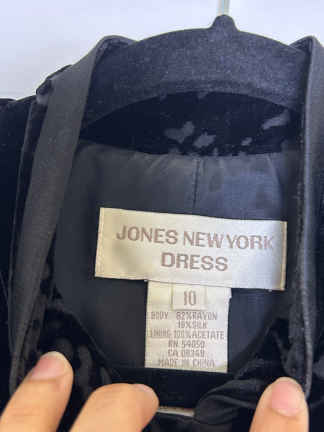 JONES NEW YORK
DRESS
10
BODY: 82% RAYON
18% SILK
LINING: 100% ACETATE
RN 54050
CA 08349
MADE IN CHINA